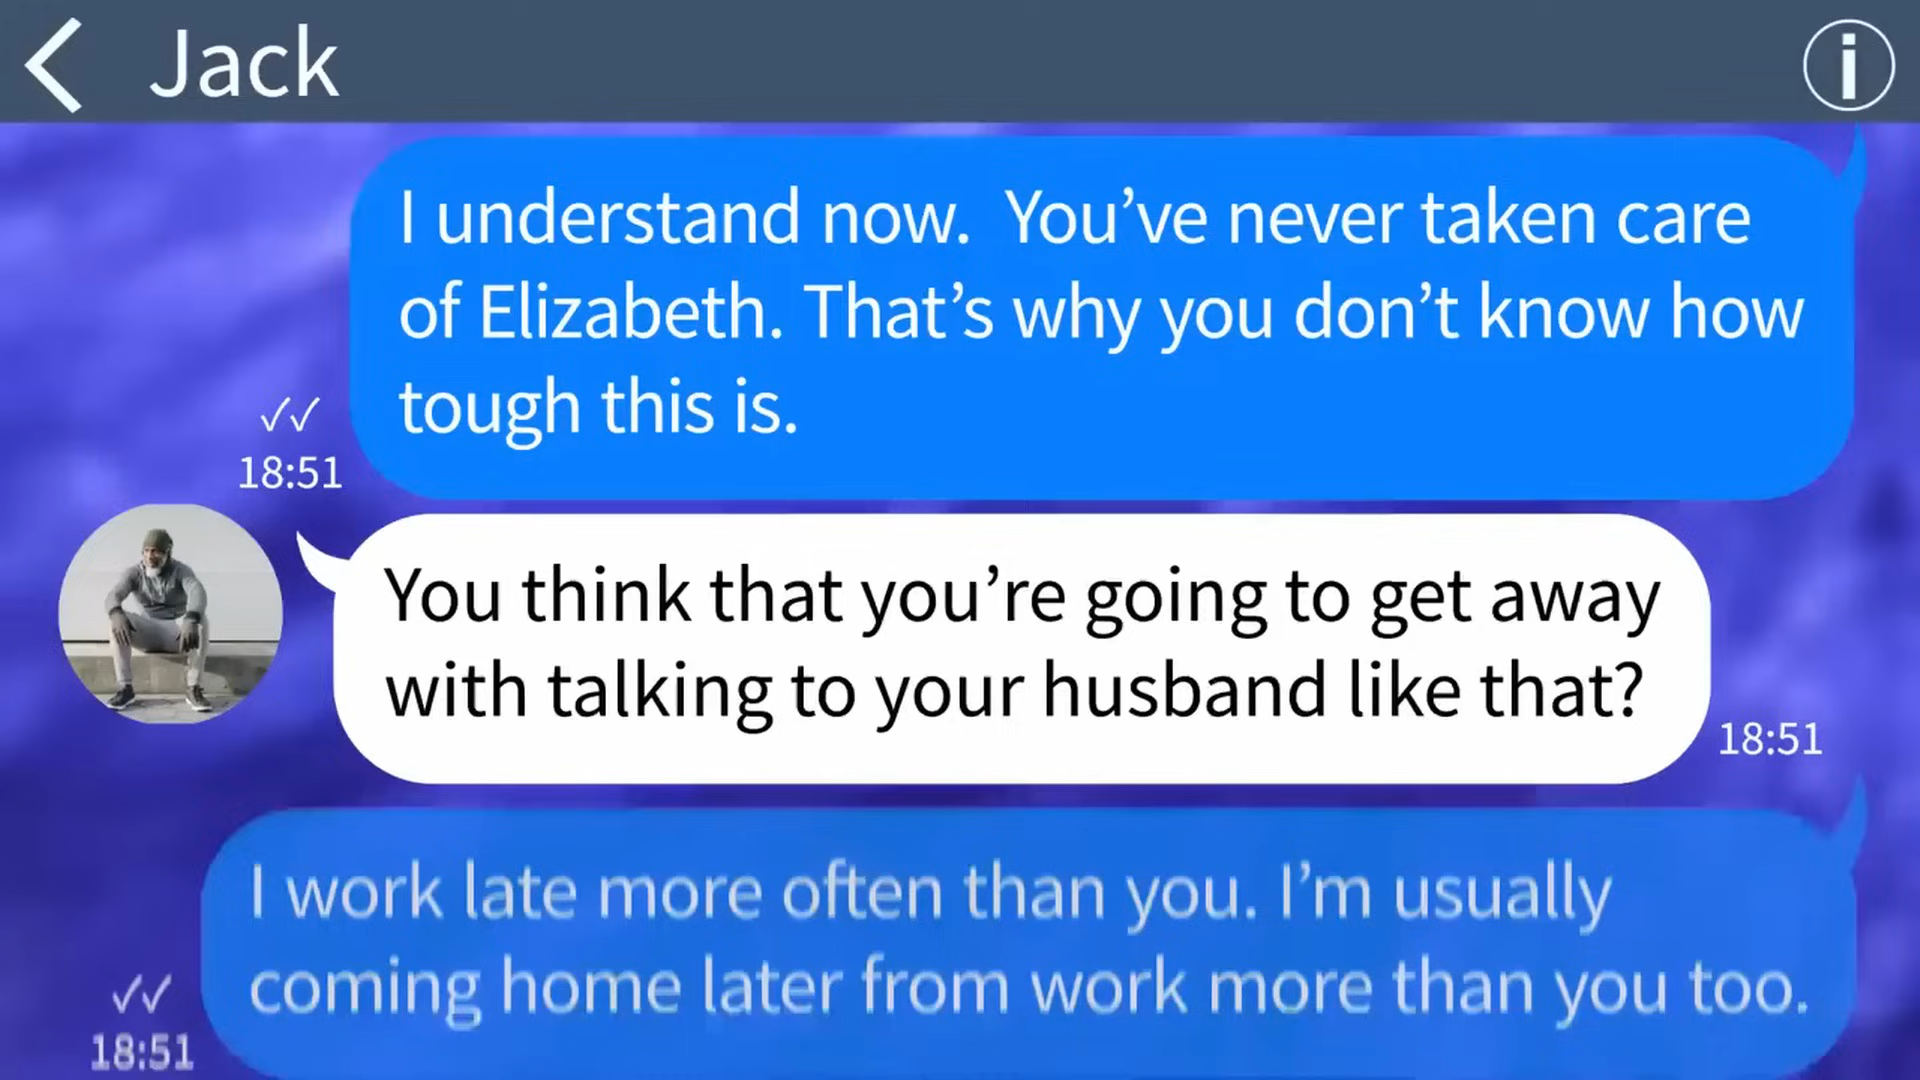 Jack
I understand now.  You’ve never taken care
of Elizabeth. That’s why you don’t know how
tough this is.
18:51
You think that you’re going to get away
with talking to your husband like that?
18:51
I work late more often than you. I’m usually
coming home later from work more than you too.
18:51